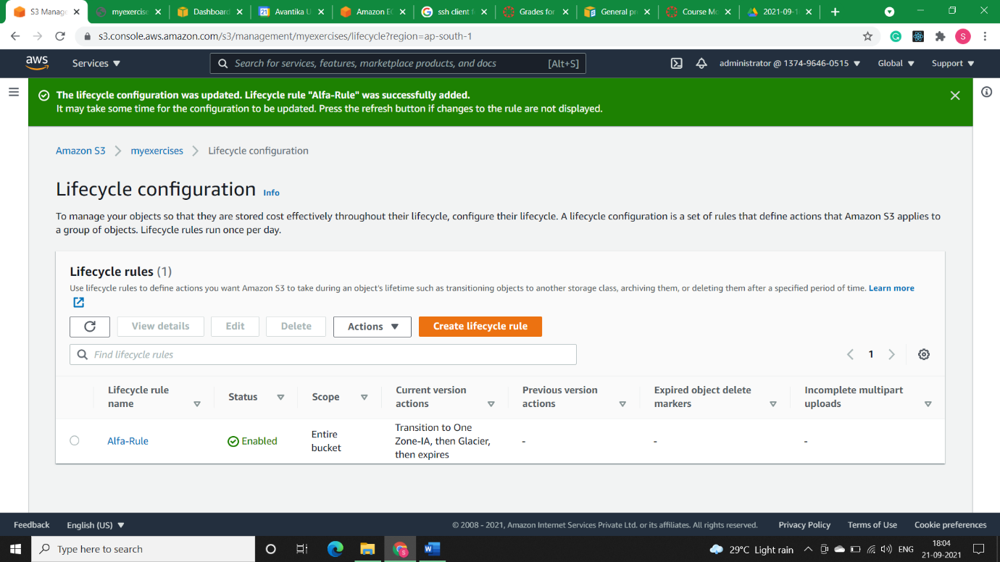 S3 Manag
myexercise
Dashboard
21
Avantika U
Amazon EC
ssh client f
Grades for
General pr
Course Mo
2021-09-1
s3.console.aws.amazon.com/s3/management/myexercises/lifecycle?region=ap-south-1
S
aws
Services
Search for services, features, marketplace products, and docs
[Alt+S]
administrator @ 1374-9646-0515
Global
Support
The lifecycle configuration was updated. Lifecycle rule "Alfa-Rule" was successfully added.
It may take some time for the configuration to be updated. Press the refresh button if changes to the rule are not displayed.
Amazon S3
myexercises
Lifecycle configuration
Lifecycle configuration Info
To manage your objects so that they are stored cost effectively throughout their lifecycle, configure their lifecycle. A lifecycle configuration is a set of rules that define actions that Amazon S3 applies to
a group of objects. Lifecycle rules run once per day.
Lifecycle rules (1)
Use lifecycle rules to define actions you want Amazon S3 to take during an object's lifetime such as transitioning objects to another storage class, archiving them, or deleting them after a specified period of time. Learn more
View details
Edit
Delete
Actions
Create lifecycle rule
Find lifecycle rules
1
Lifecycle rule
name
Status
Scope
Current version
actions
Previous version
actions
Expired object delete
markers
Incomplete multipart
uploads
Alfa-Rule
Enabled
Entire
bucket
Transition to One
Zone-IA, then Glacier,
then expires
-
-
-
Feedback
English (US)
© 2008 - 2021, Amazon Internet Services Private Ltd. or its affiliates. All rights reserved.
Privacy Policy
Terms of Use
Cookie preferences
Type here to search
29°C Light rain
ENG
18:04
21-09-2021